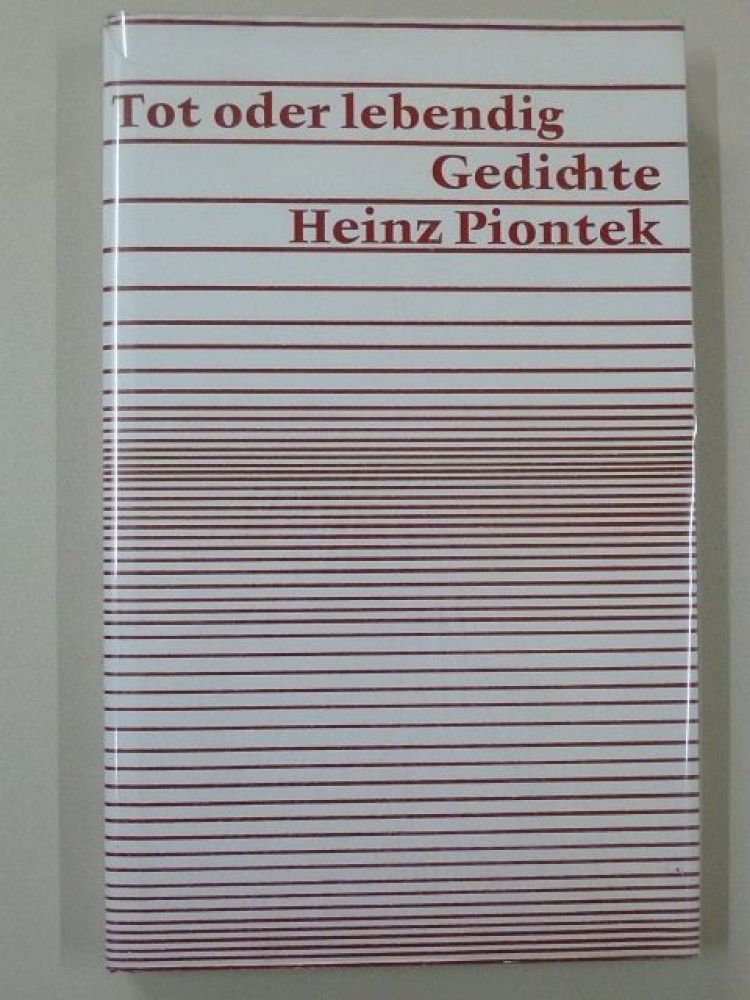 Tot oder lebendig
Gedichte
Heinz Piontek